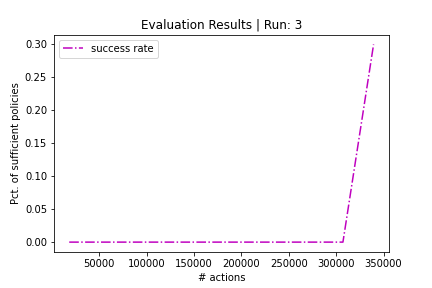 Evaluation Results | Run: 3
success rate
Pct. of sufficient policies
0.30
0.25
0.20
0.15
0.10
0.05
0.00
50000 100000 150000 200000 250000 300000 350000
# actions